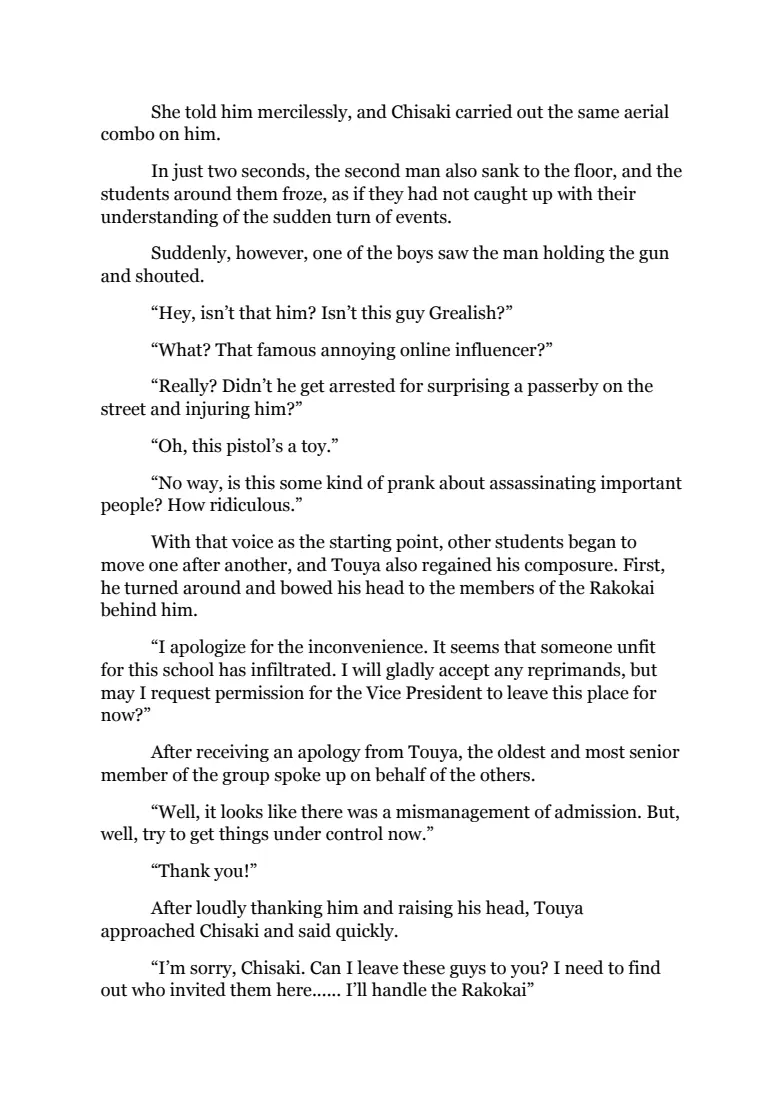 She told him mercilessly, and Chisaki carried out the same aerial
combo on him.
In just two seconds, the second man also sank to the floor, and the
students around them froze, as if they had not caught up with their
understanding of the sudden turn of events.
Suddenly, however, one of the boys saw the man holding the gun
and shouted.
“Hey, isn’t that him? Isn’t this guy Grealish?”
“What? That famous annoying online influencer?”
“Really? Didn’t he get arrested for surprising a passerby on the
street and injuring him?”
“Oh, this pistol’s a toy.”
“No way, is this some kind of prank about assassinating important
people? How ridiculous.”
With that voice as the starting point, other students began to
move one after another, and Touya also regained his composure. First,
he turned around and bowed his head to the members of the Rakokai
behind him.
“I apologize for the inconvenience. It seems that someone unfit
for this school has infiltrated. I will gladly accept any reprimands, but
may I request permission for the Vice President to leave this place for
now?”
After receiving an apology from Touya, the oldest and most senior
member of the group spoke up on behalf of the others.
“Well, it looks like there was a mismanagement of admission. But,
well, try to get things under control now.”
“Thank you!”
After loudly thanking him and raising his head, Touya
approached Chisaki and said quickly.
“I’m sorry, Chisaki. Can I leave these guys to you? I need to find
out who invited them here...... I’ll handle the Rakokai”